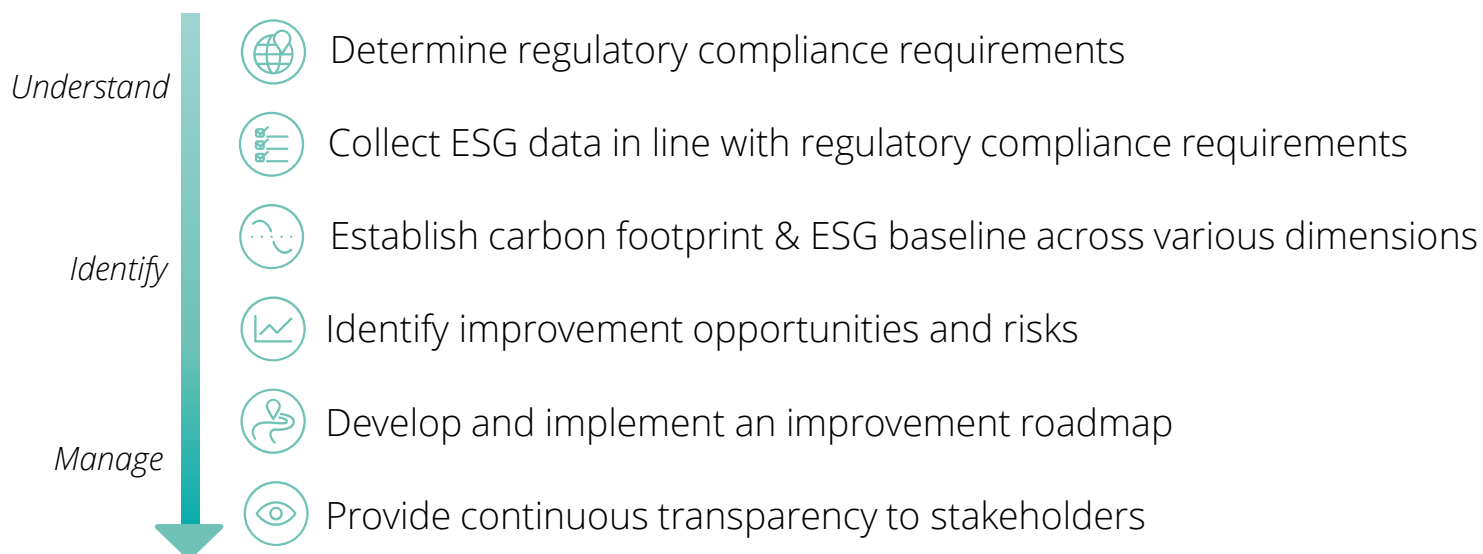 Understand
Determine regulatory compliance requirements
Collect ESG data in line with regulatory compliance requirements
Identify
Establish carbon footprint & ESG baseline across various dimensions
Identify improvement opportunities and risks
Manage
Develop and implement an improvement roadmap
Provide continuous transparency to stakeholders